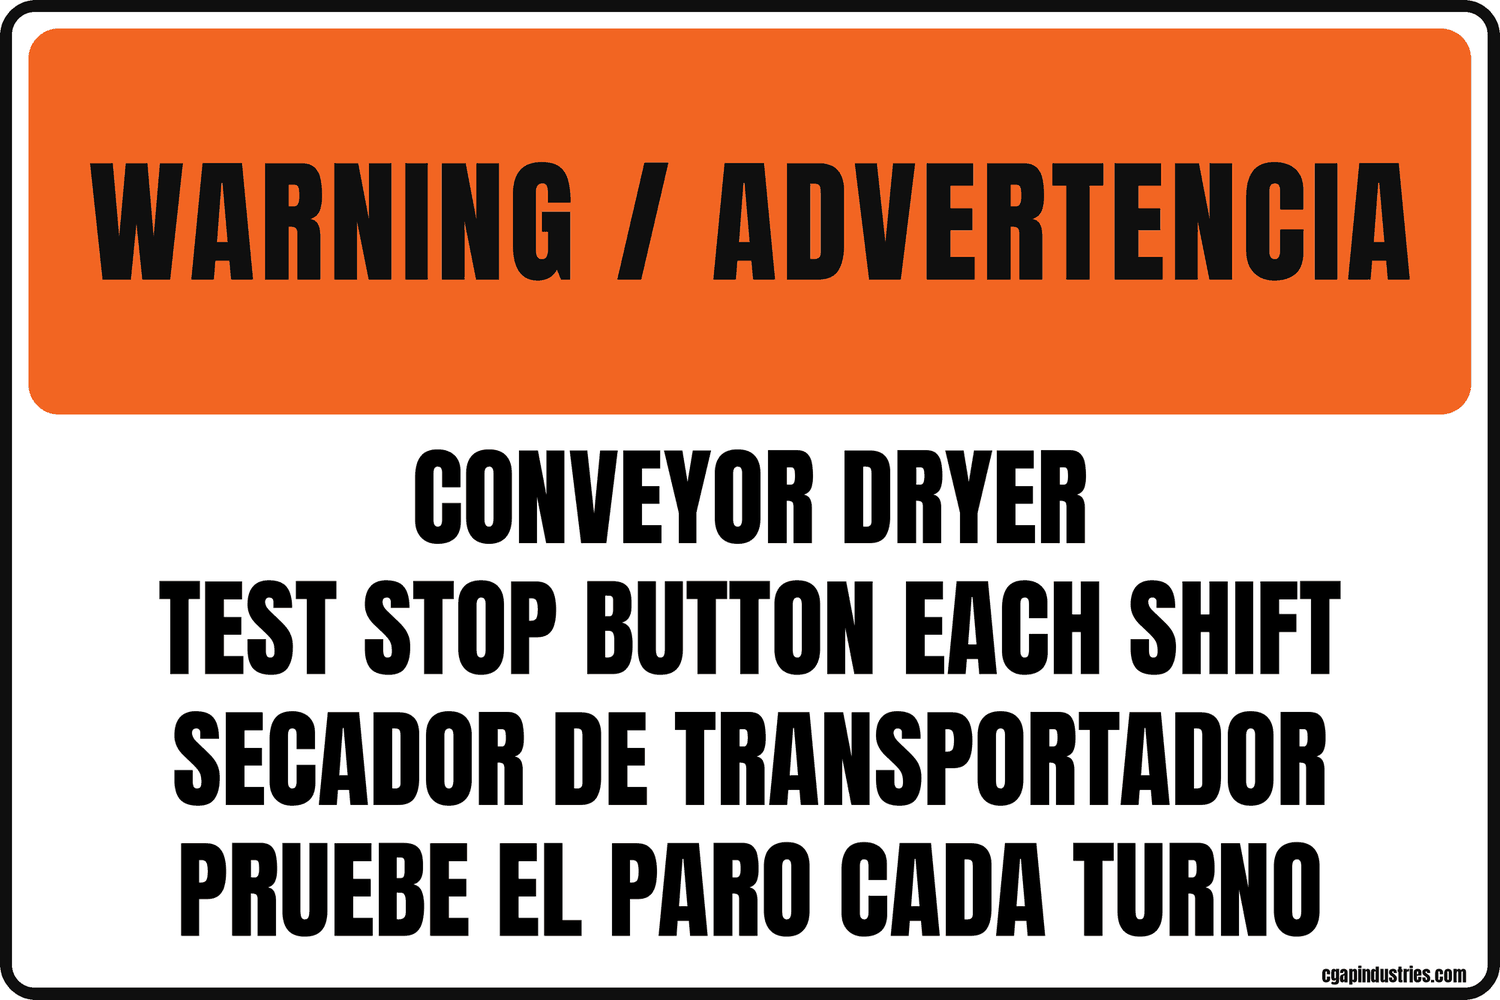 WARNING / ADVERTENCIA
CONVEYOR DRYER
TEST STOP BUTTON EACH SHIFT
SECADOR DE TRANSPORTADOR
PRUEBE EL PARO CADA TURNO
cgapindustries.com